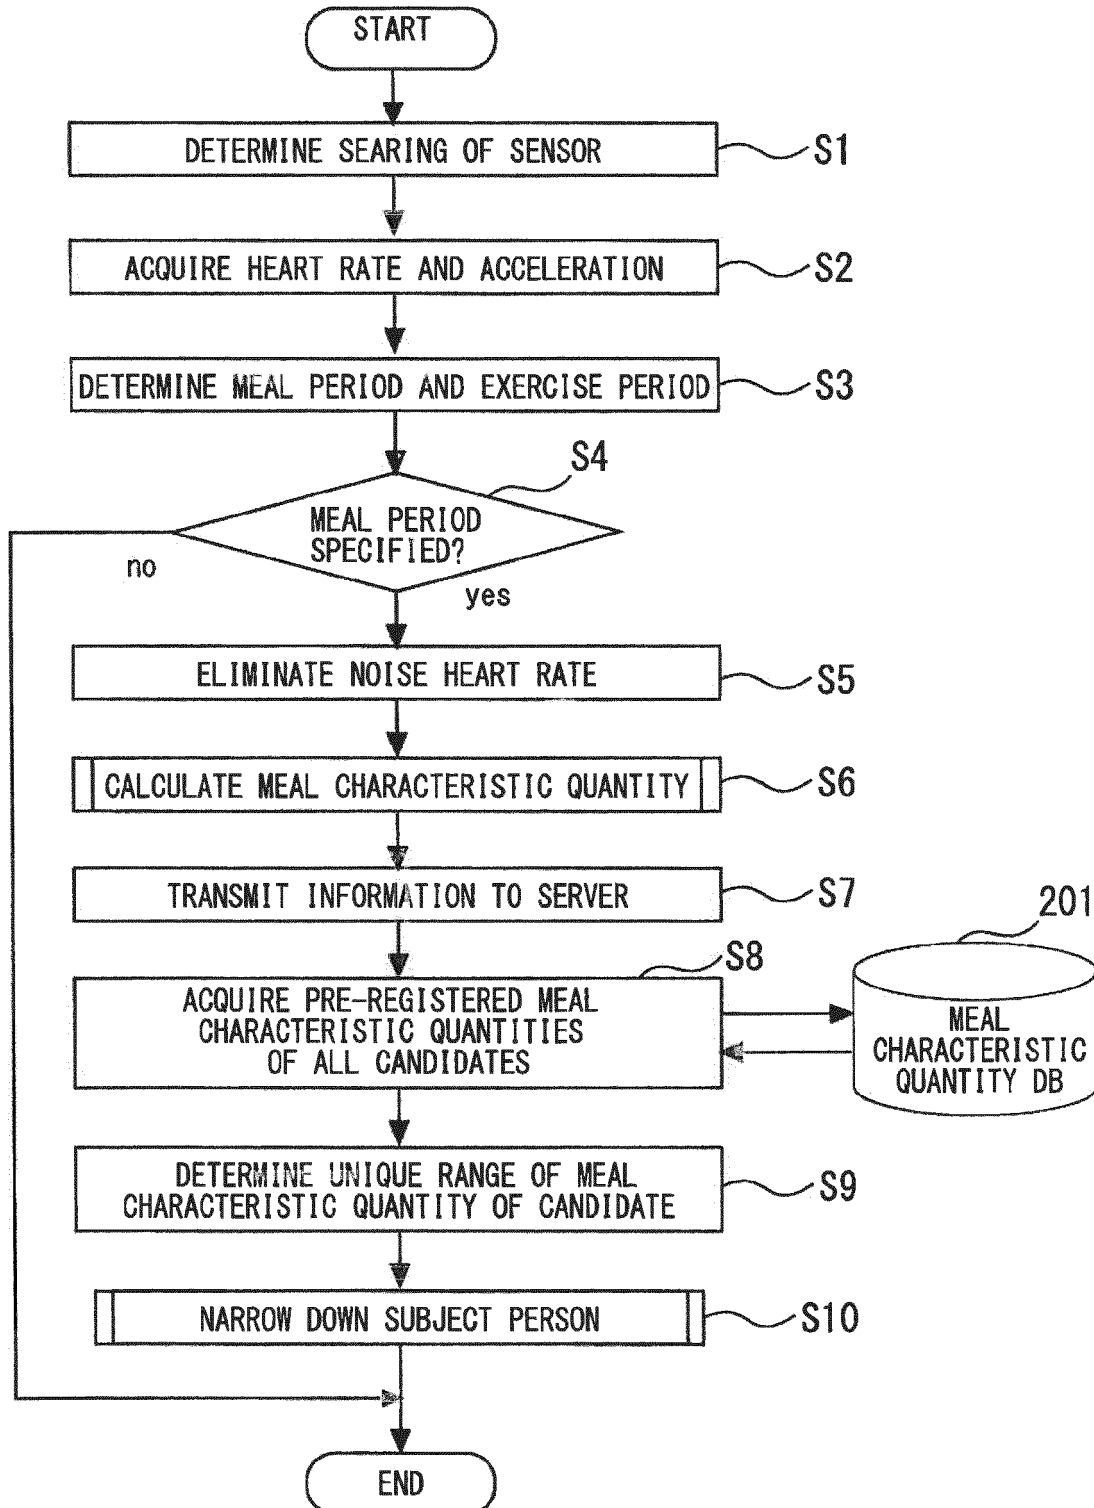 START
DETERMINE SEARING OF SENSOR
S1
ACQUIRE HEART RATE AND ACCELERATION
S2
DETERMINE MEAL PERIOD AND EXERCISE PERIOD
S3
S4
MEAL PERIOD
SPECIFIED?
no
yes
ELIMINATE NOISE HEART RATE
S5
CALCULATE MEAL CHARACTERISTIC QUANTITY
S6
TRANSMIT INFORMATION TO SERVER
S7
S8
ACQUIRE PRE-REGISTERED MEAL
CHARACTERISTIC QUANTITIES
OF ALL CANDIDATES
201
MEAL
CHARACTERISTIC
QUANTITY DB
DETERMINE UNIQUE RANGE OF MEAL
CHARACTERISTIC QUANTITY OF CANDIDATE
S9
NARROW DOWN SUBJECT PERSON
S10
END